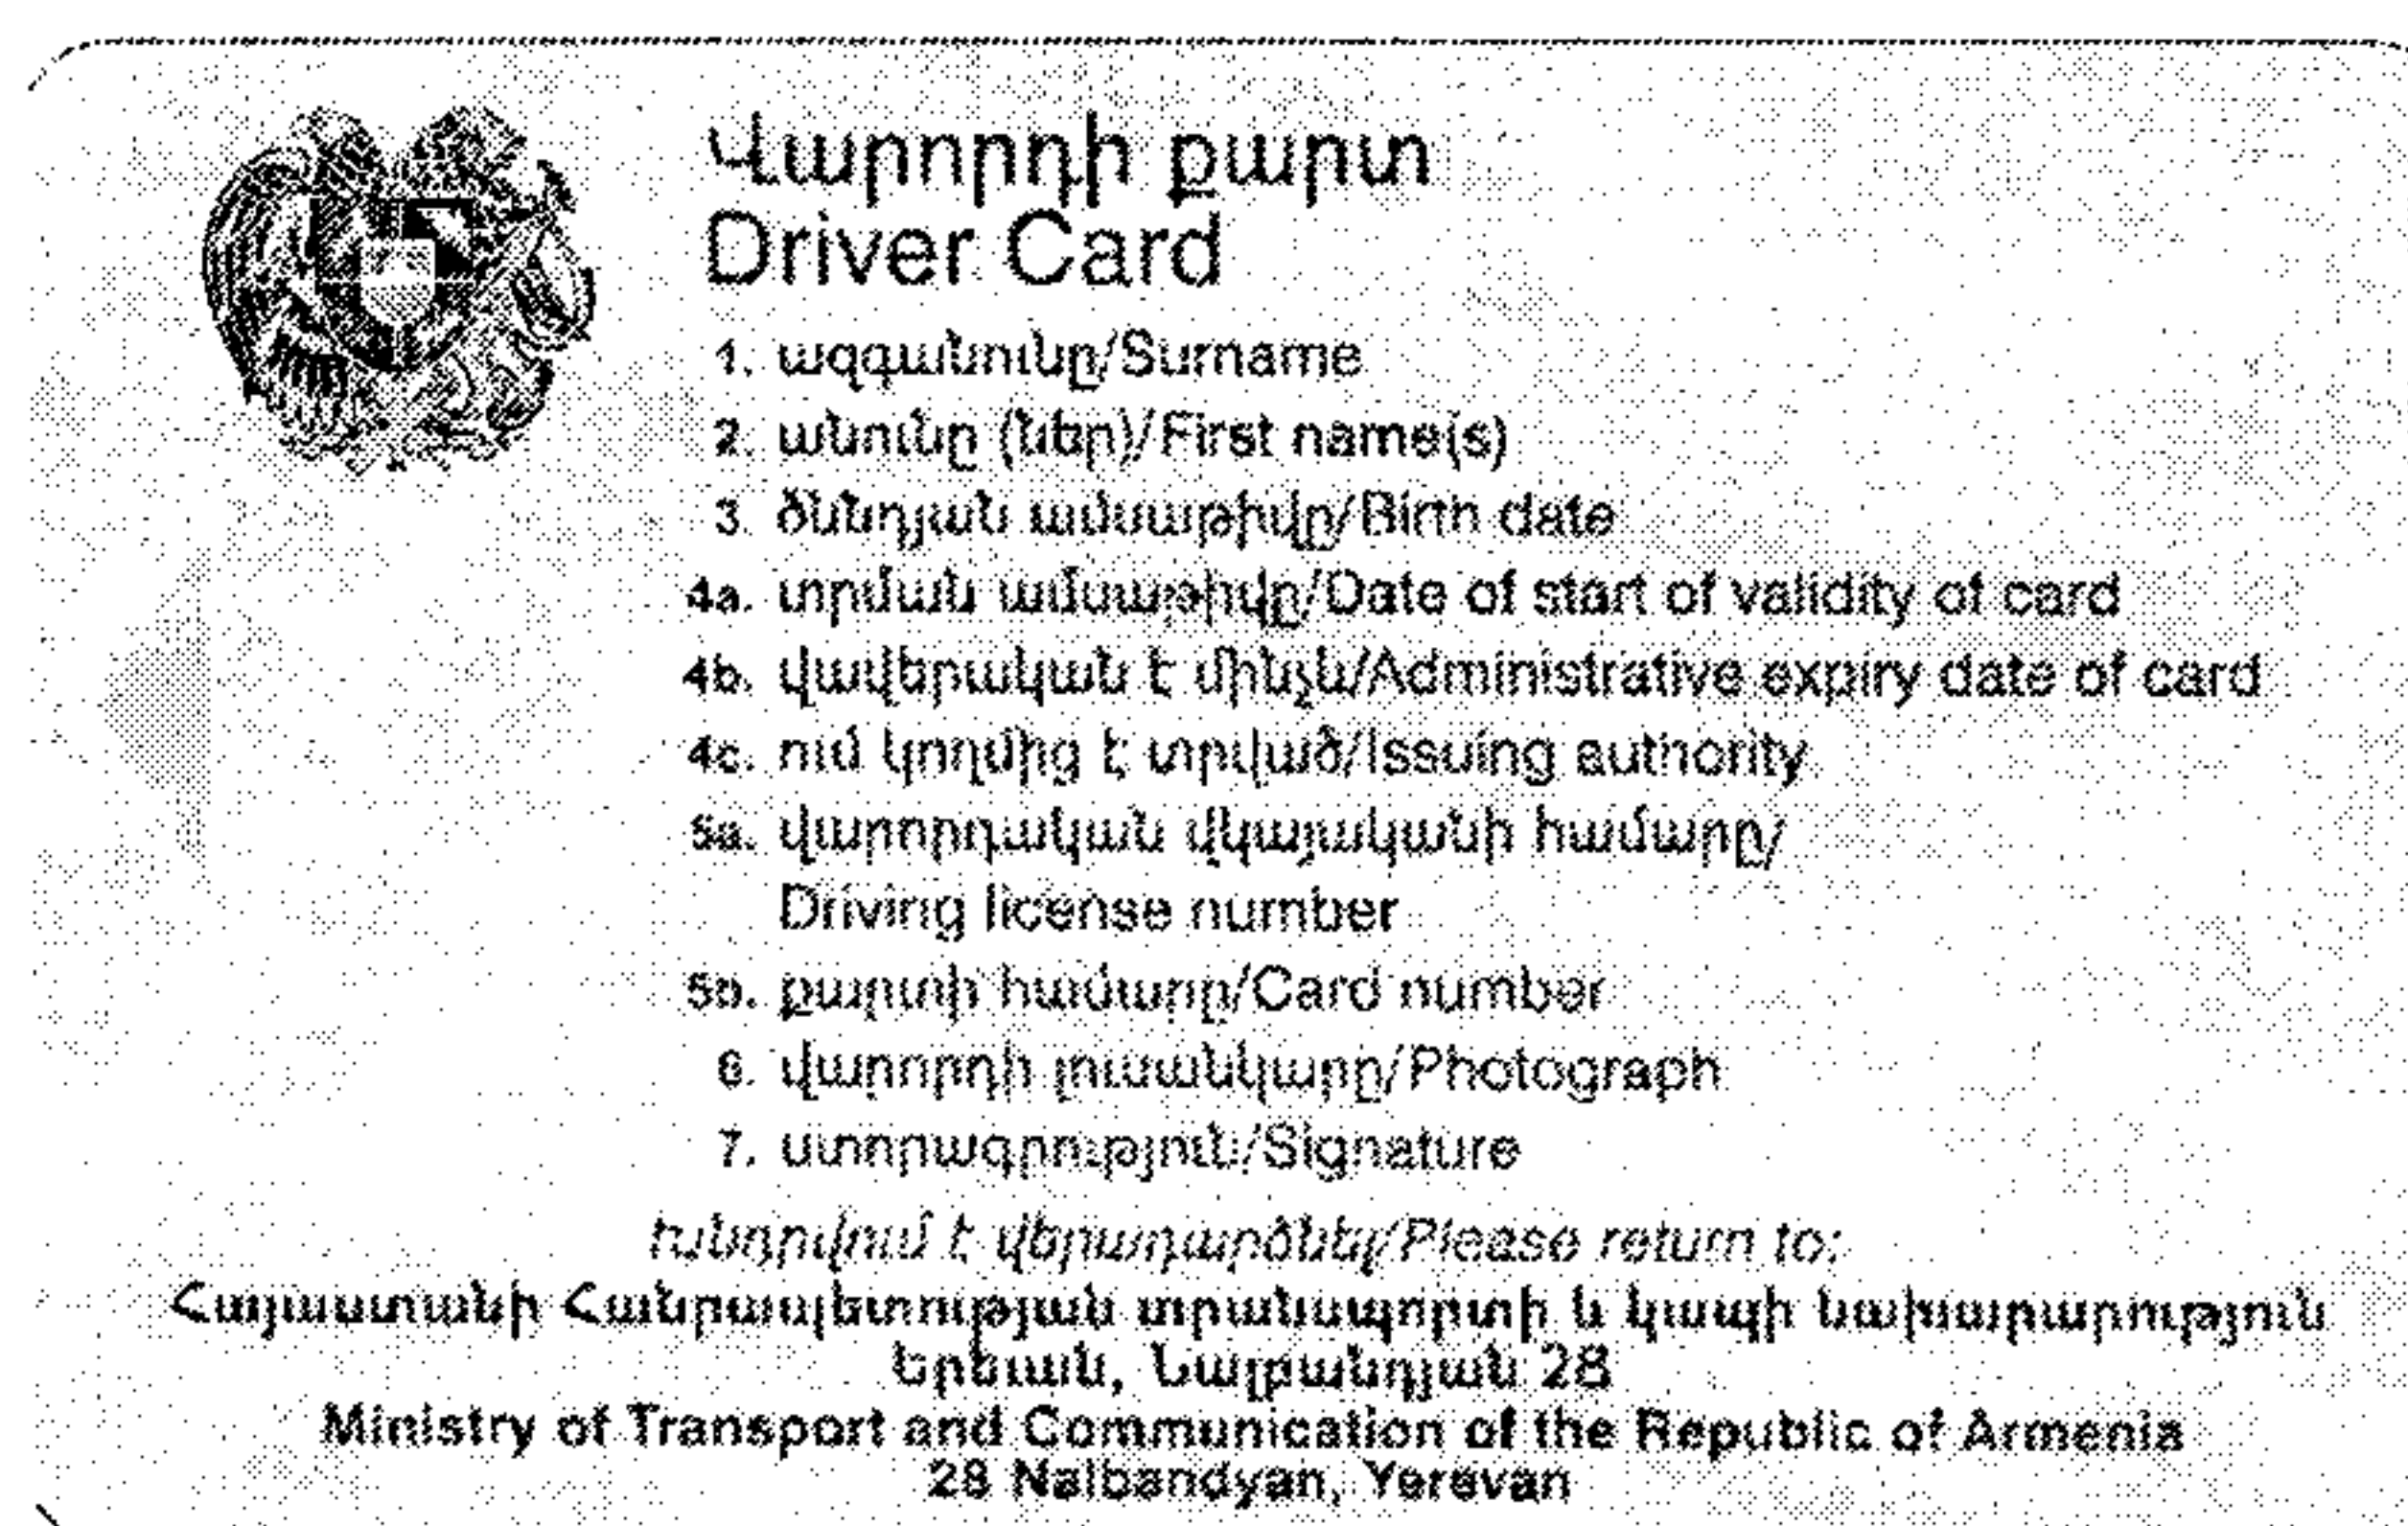 Վարորդի քարտ
Driver Card
1. ազգանունը/Surname
2. անունը (ներ)/First name(s)
3. ծննդյան ամսաթիվը/Birth date
4a. տրման ամսաթիվը/Date of start of validity of card
4b. վավերական է մինչև/Administrative expiry date of card
4c. ում կողմից է տրված/Issuing authority
5a. վարորդական վկայականի համարը/
Driving license number
5b. քարտի համարը/Card number
6. վարորդի լուսանկարը/Photograph
7. ստորագրություն/Signature
Խնդրվում է վերադարձնել/Please return to:
Հայաստանի Հանրապետության տրանսպորտի և կապի նախարարություն
Երեւան, Նալբանդյան 28
Ministry of Transport and Communication of the Republic of Armenia
28 Nalbandyan, Yerevan